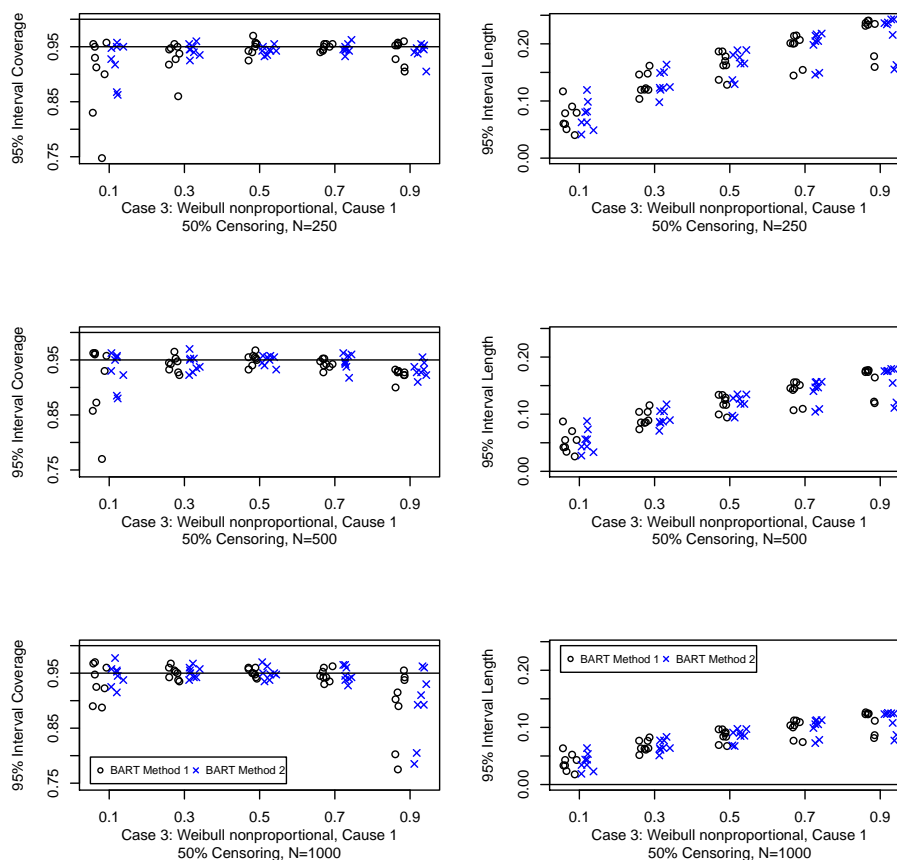 95% Interval Coverage
0.75 0.85 0.95
0.1 0.3 0.5 0.7 0.9
Case 3: Weibull nonproportional, Cause 1
50% Censoring, N=250
95% Interval Length
0.00 0.10 0.20
0.1 0.3 0.5 0.7 0.9
Case 3: Weibull nonproportional, Cause 1
50% Censoring, N=250
95% Interval Coverage
0.75 0.85 0.95
0.1 0.3 0.5 0.7 0.9
Case 3: Weibull nonproportional, Cause 1
50% Censoring, N=500
95% Interval Length
0.00 0.10 0.20
0.1 0.3 0.5 0.7 0.9
Case 3: Weibull nonproportional, Cause 1
50% Censoring, N=500
95% Interval Coverage
0.75 0.85 0.95
BART Method 1 BART Method 2
0.1 0.3 0.5 0.7 0.9
Case 3: Weibull nonproportional, Cause 1
50% Censoring, N=1000
95% Interval Length
0.00 0.10 0.20
BART Method 1 BART Method 2
0.1 0.3 0.5 0.7 0.9
Case 3: Weibull nonproportional, Cause 1
50% Censoring, N=1000